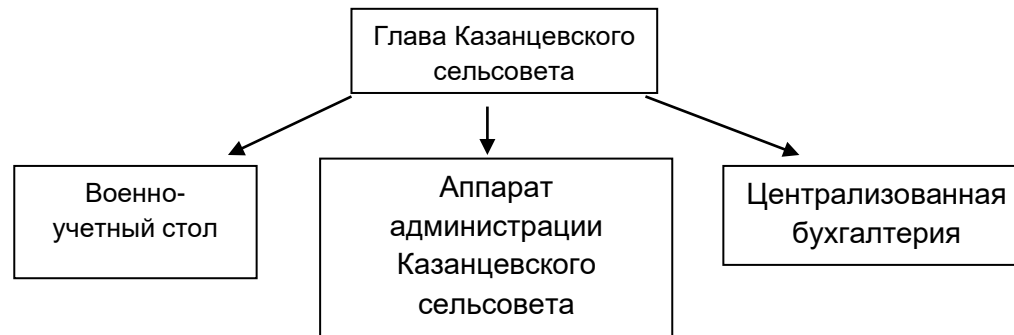 Глава Казанцевского
сельсовета
Военно-
учетный стол
Аппарат
администрации
Казанцевского
сельсовета
Централизованная
бухгалтерия